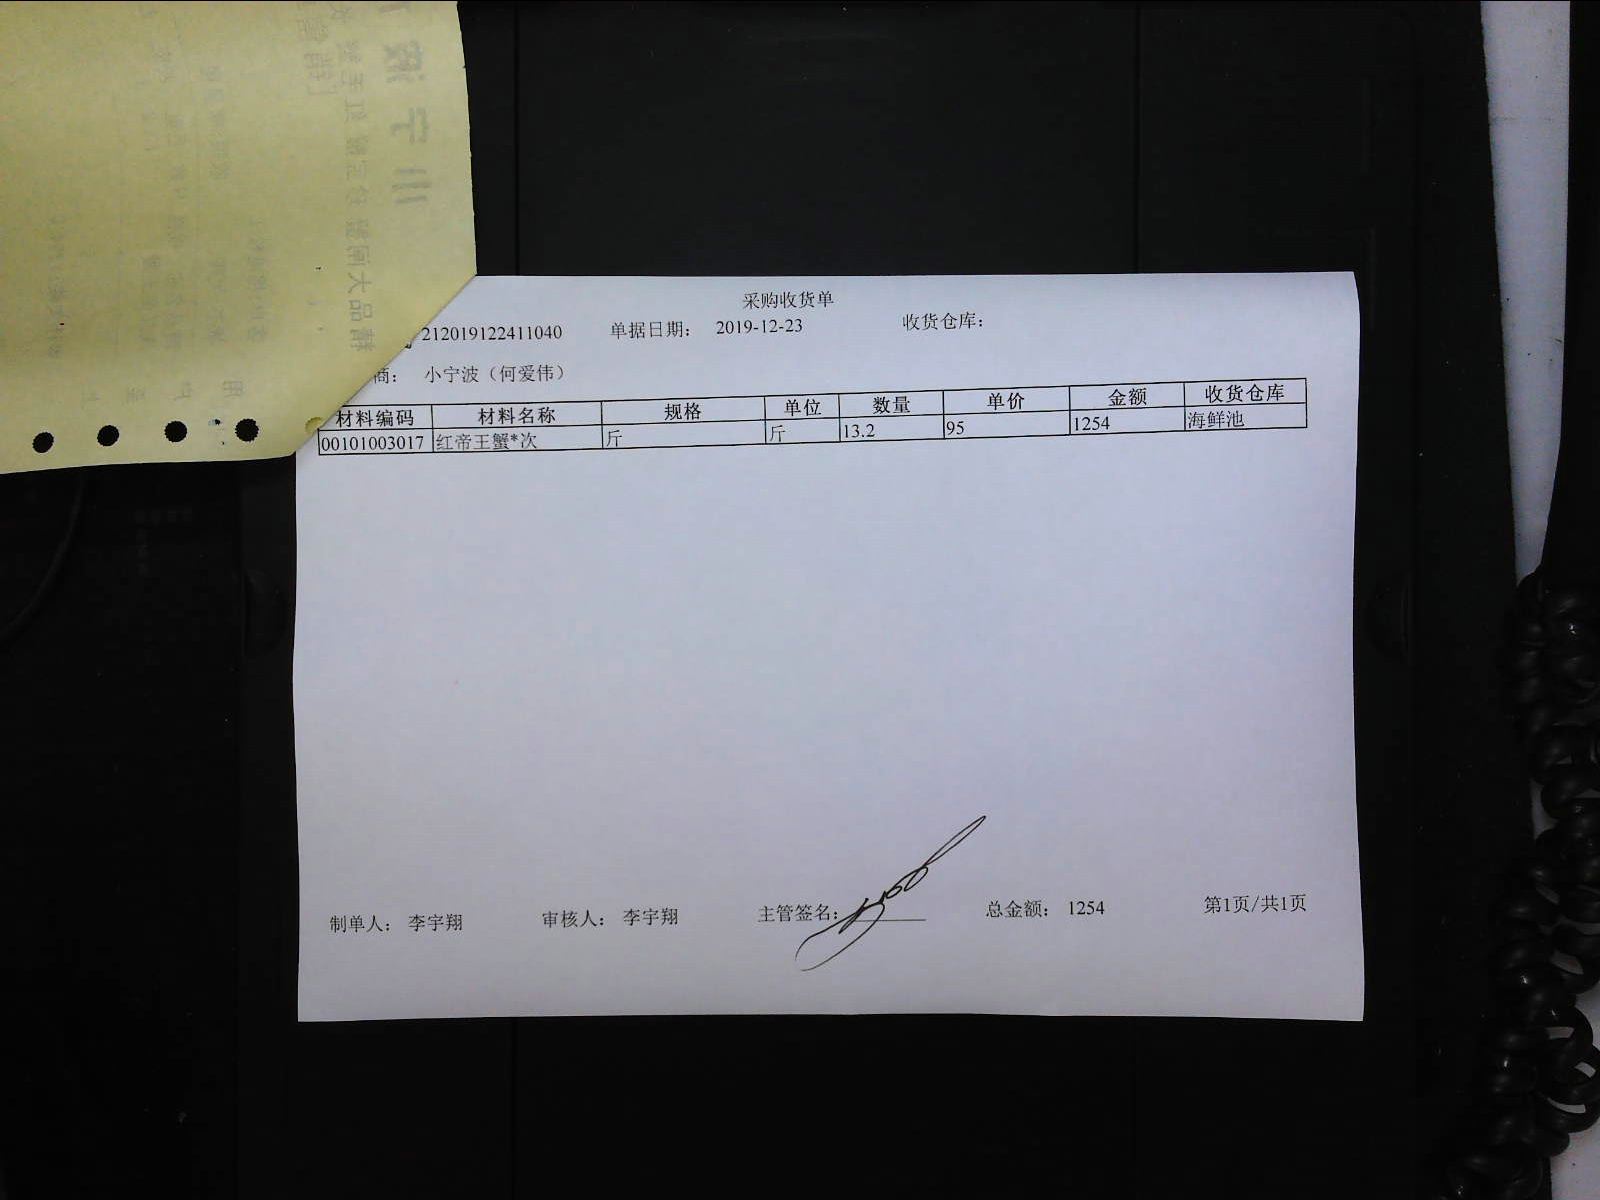 采购收货单
212019122411040 单据日期： 2019-12-23 收货仓库：
商： 小宁波（何爱伟）
材料编码 材料名称 规格 单位 数量 单价 金额 收货仓库
00101003017 红帝王蟹*次 斤 斤 13.2 95 1254 海鲜池
制单人： 李宇翔 审核人： 李宇翔 主管签名： 总金额： 1254 第1页/共1页